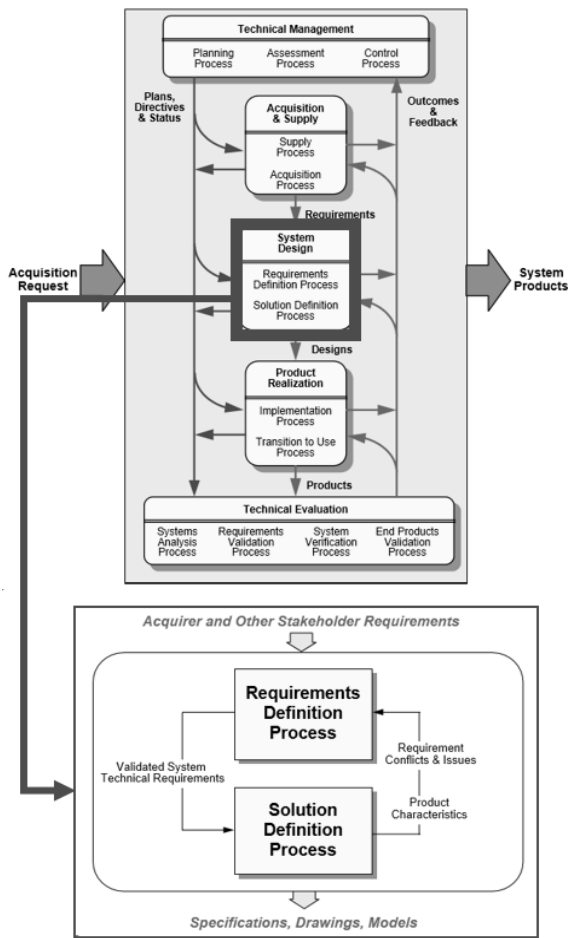 Technical Management
Planning Process
Assessment Process
Control Process
Plans,
Directives
& Status
Outcomes
&
Feedback
Acquisition
& Supply
Supply
Process
Acquisition
Process
Requirements
System
Design
Requirements
Definition Process
Solution Definition
Process
Acquisition
Request
System
Products
Designs
Product
Realization
Implementation
Process
Transition to Use
Process
Products
Technical Evaluation
Systems
Analysis
Process
Requirements
Validation
Process
System
Verification
Process
End Products
Validation
Process
Acquirer and Other Stakeholder Requirements
Requirements
Definition
Process
Validated System
Technical Requirements
Requirement
Conflicts & Issues
Product
Characteristics
Solution
Definition
Process
Specifications, Drawings, Models